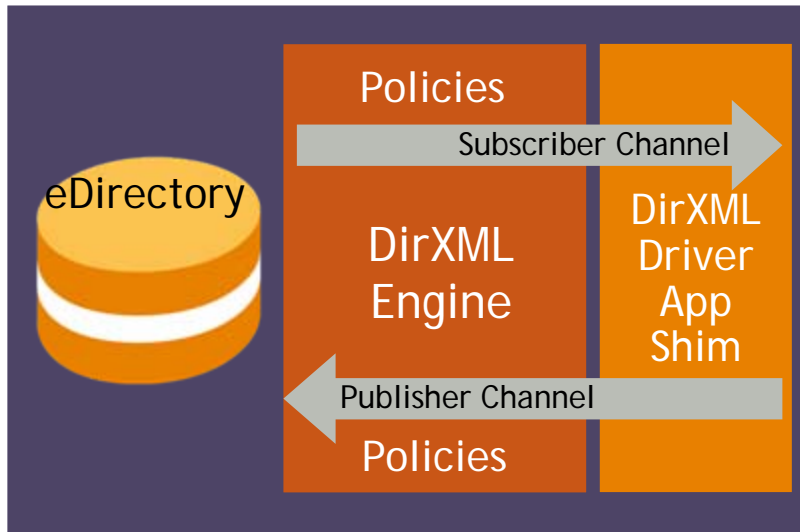 Policies
Subscriber Channel
eDirectory
DirXML
Engine
DirXML
Driver
App
Shim
Publisher Channel
Policies